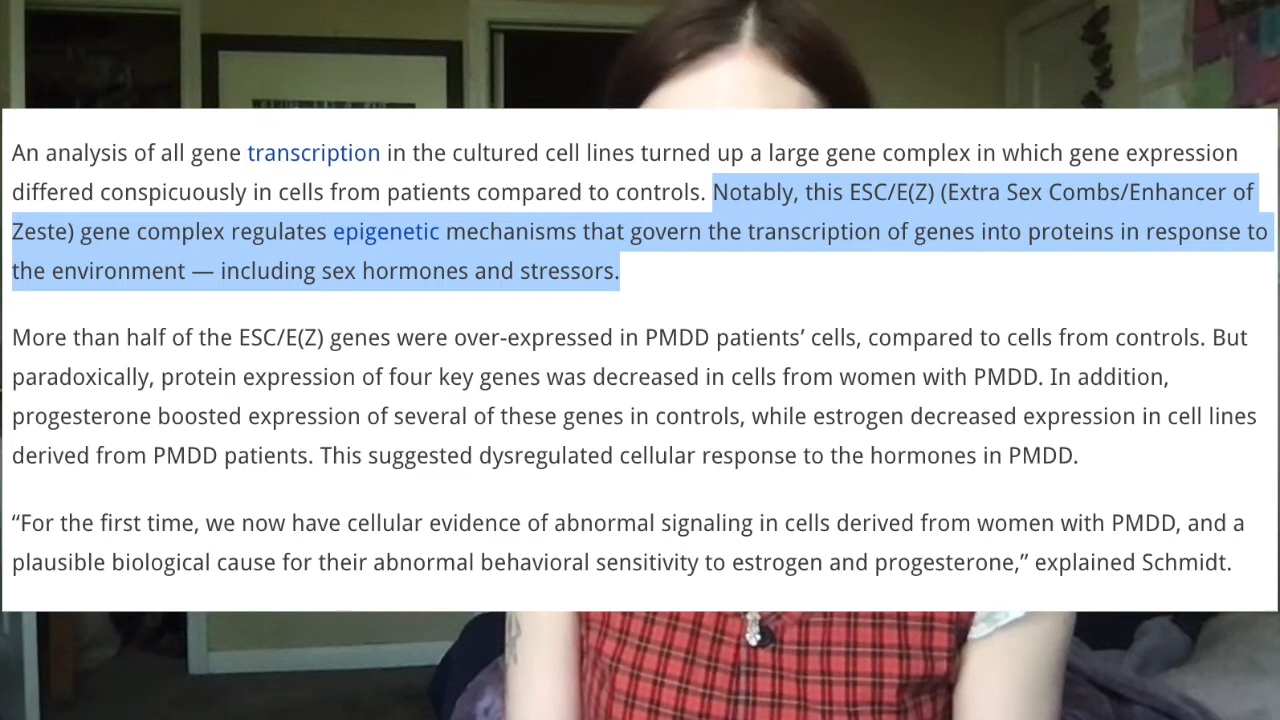 An analysis of all gene transcription in the cultured cell lines turned up a large gene complex in which gene expression
differed conspicuously in cells from patients compared to controls. Notably, this ESC/E(Z) (Extra Sex Combs/Enhancer of
Zeste) gene complex regulates epigenetic mechanisms that govern the transcription of genes into proteins in response to
the environment — including sex hormones and stressors.
More than half of the ESC/E(Z) genes were over-expressed in PMDD patients’ cells, compared to cells from controls. But
paradoxically, protein expression of four key genes was decreased in cells from women with PMDD. In addition,
progesterone boosted expression of several of these genes in controls, while estrogen decreased expression in cell lines
derived from PMDD patients. This suggested dysregulated cellular response to the hormones in PMDD.
“For the first time, we now have cellular evidence of abnormal signaling in cells derived from women with PMDD, and a
plausible biological cause for their abnormal behavioral sensitivity to estrogen and progesterone,” explained Schmidt.